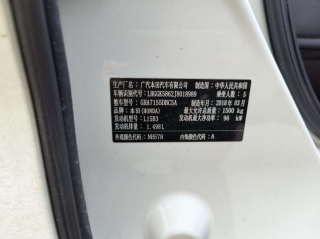 生产厂名：广汽本田汽车有限公司 制造国：中华人民共和国
车辆识别代号：LHGGK5862J8018989 乘坐人数：5
整车型号：GHA7155DBC5A 制造年月：2018年03月
品牌：本田(HONDA) 最大允许总质量：1500 kg
发动机型号：L15B3 发动机最大净功率：96 kW
发动机排量：1.498L
外观颜色代码：NH578 内饰颜色代码：A